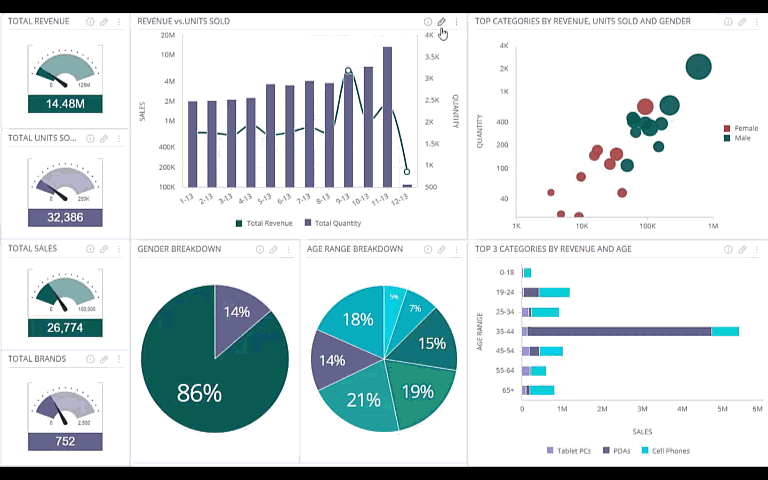 TOTAL REVENUE
0 125M
14.48M
TOTAL UNITS SO...
0 250K
32,386
TOTAL SALES
0 100,000
26,774
TOTAL BRANDS
0 2,500
752
REVENUE vs.UNITS SOLD
SALES
20M
10M
4M
2M
1M
400K
200K
100K
4K
3.5K
3K
2.5K
2K
1.5K
1K
500
QUANTITY
1-13 2-13 3-13 4-13 5-13 6-13 7-13 8-13 9-13 10-13 11-13 12-13
Total Revenue Total Quantity
TOP CATEGORIES BY REVENUE, UNITS SOLD AND GENDER
QUANTITY
4K
2K
1K
400
200
100
40
1K 10K 100K 1M
Female
Male
GENDER BREAKDOWN
14%
86%
AGE RANGE BREAKDOWN
5%
7%
15%
19%
21%
14%
18%
TOP 3 CATEGORIES BY REVENUE AND AGE
AGE RANGE
0-18
19-24
25-34
35-44
45-54
55-64
65+
0 1M 2M 3M 4M 5M 6M
SALES
Tablet PCs PDAs Cell Phones